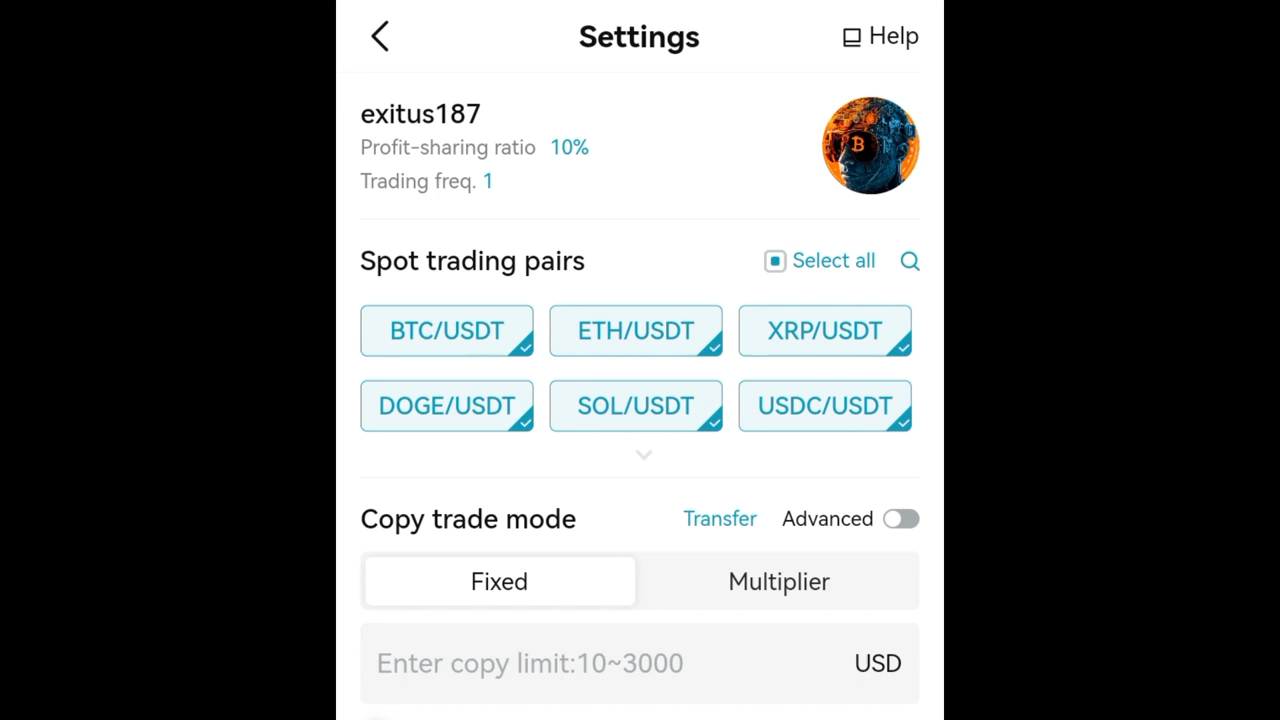 Settings
Help
exitus187
Profit-sharing ratio 10%
Trading freq. 1
Spot trading pairs
Select all
BTC/USDT ETH/USDT XRP/USDT
DOGE/USDT SOL/USDT USDC/USDT
Copy trade mode
Transfer Advanced
Fixed Multiplier
Enter copy limit:10~3000 USD